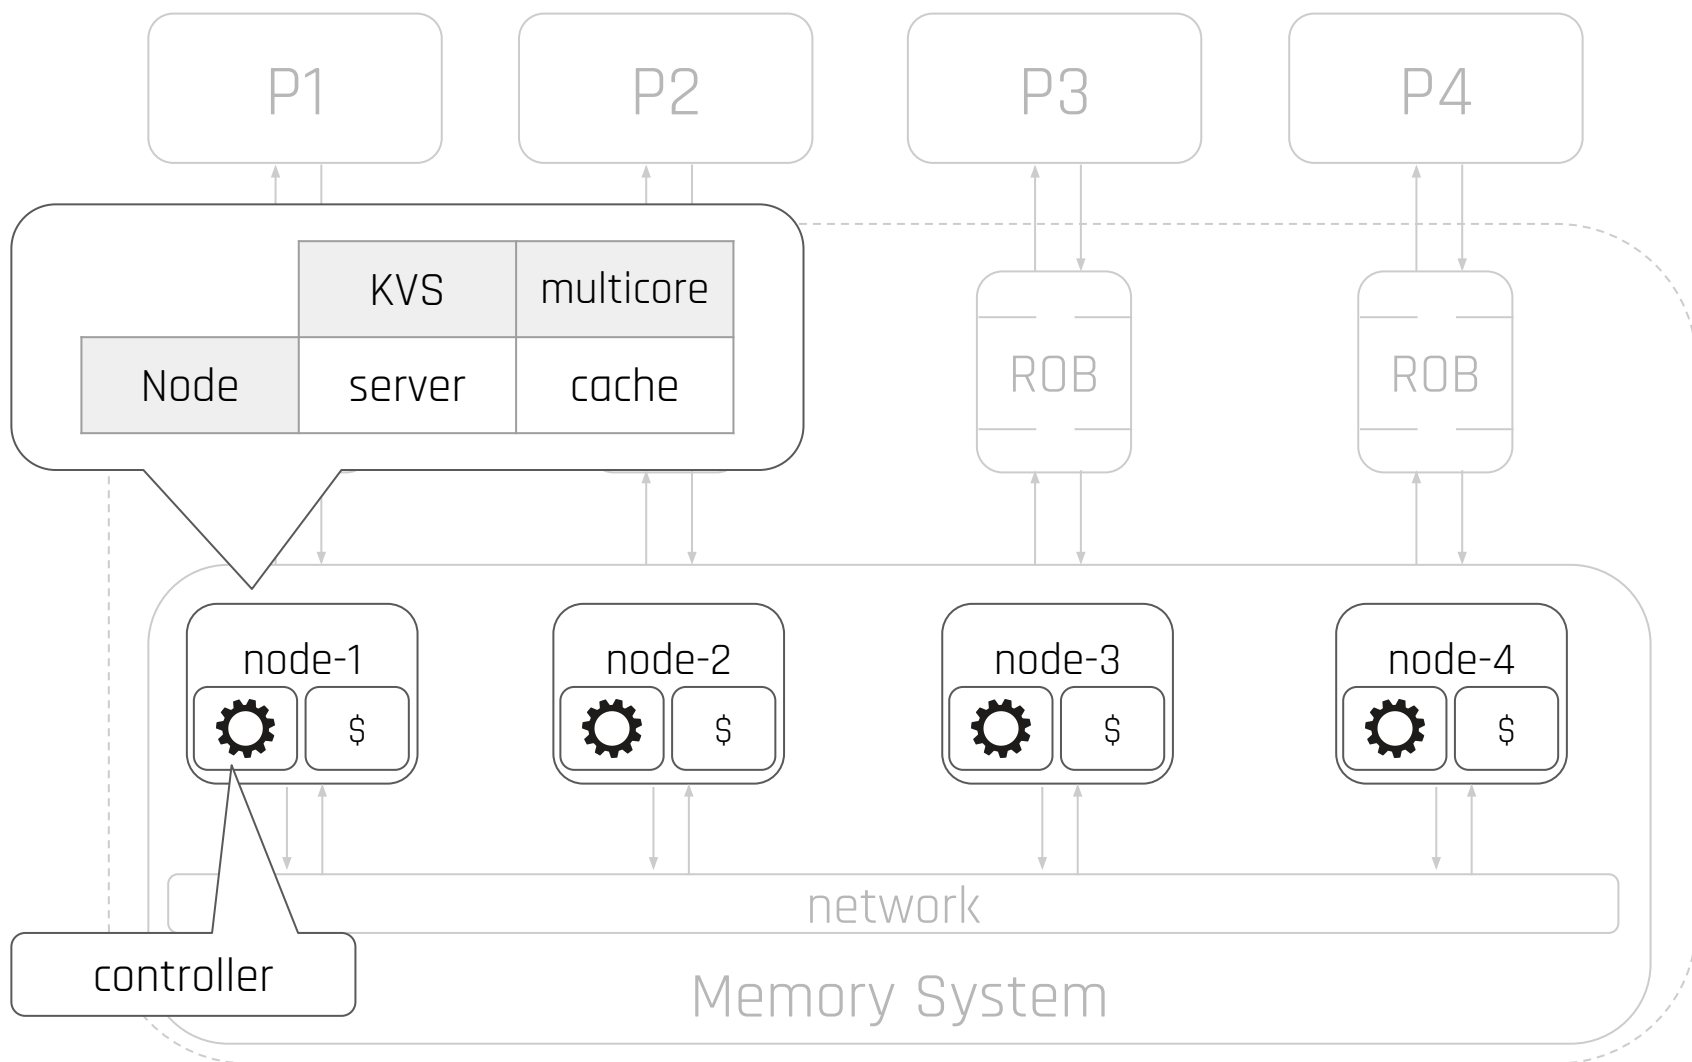 P1 P2 P3 P4
KVS multicore
Node server cache
ROB ROB
node-1 node-2 node-3 node-4
$ $ $ $
network
controller
Memory System